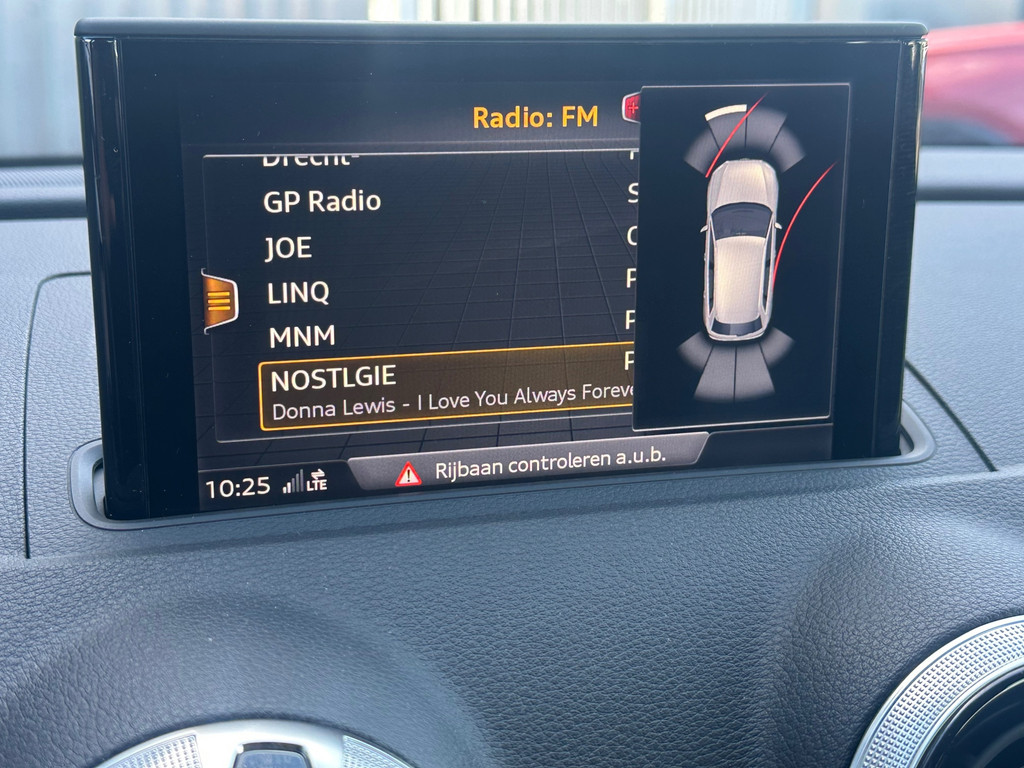 Radio: FM
Drecht-
GP Radio
S
JOE
LINQ
P
MNM
P
NOSTLGIE
P
Donna Lewis - I Love You Always Foreve
10:25 LTE
Rijbaan controleren a.u.b.